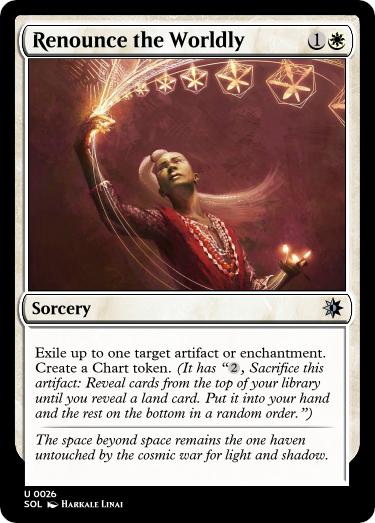 Renounce the Worldly 1
Sorcery
Exile up to one target artifact or enchantment.
Create a Chart token. (It has “2, Sacrifice this
artifact: Reveal cards from the top of your library
until you reveal a land card. Put it into your hand
and the rest on the bottom in a random order.”)
The space beyond space remains the one haven
untouched by the cosmic war for light and shadow.
U 0026
SOL Harkale Linai